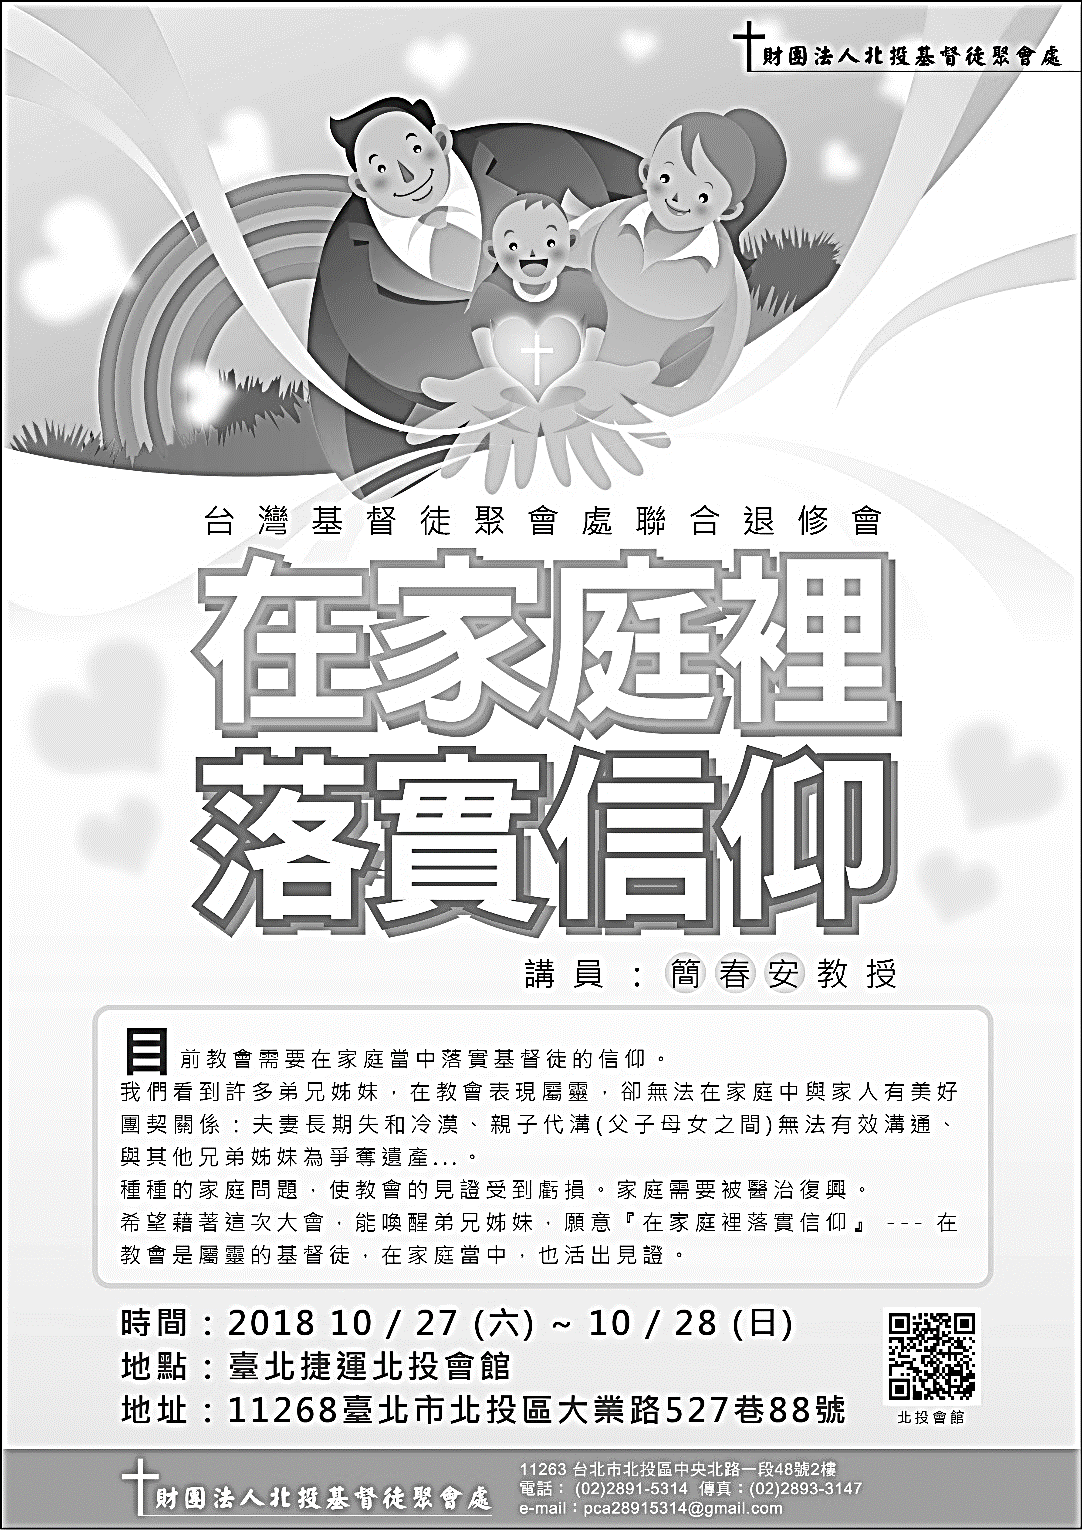 財團法人北投基督徒聚會處
台灣基督徒聚會處聯合退修會
在家庭裡
落實信仰
講員：簡春安教授
目前教會需要在家庭當中落實基督徒的信仰。
我們看到許多弟兄姊妹，在教會表現屬靈，卻無法在家庭中與家人有美好
團契關係：夫妻長期失和冷漠、親子代溝(父子母女之間)無法有效溝通、
與其他兄弟姊妹為爭奪遺產...。
種種的家庭問題，使教會的見證受到虧損。家庭需要被醫治復興。
希望藉著這次大會，能喚醒弟兄姊妹，願意『在家庭裡落實信仰』 --- 在
教會是屬靈的基督徒，在家庭當中，也活出見證。
時間：2018 10 / 27 (六) ~ 10 / 28 (日)
地點：臺北捷運北投會館
地址：11268臺北市北投區大業路527巷88號
北投會館
財團法人北投基督徒聚會處
11263 台北市北投區中央北路一段48號2樓
電話： (02)2891-5314 傳真：(02)2893-3147
e-mail：pca28915314@gmail.com